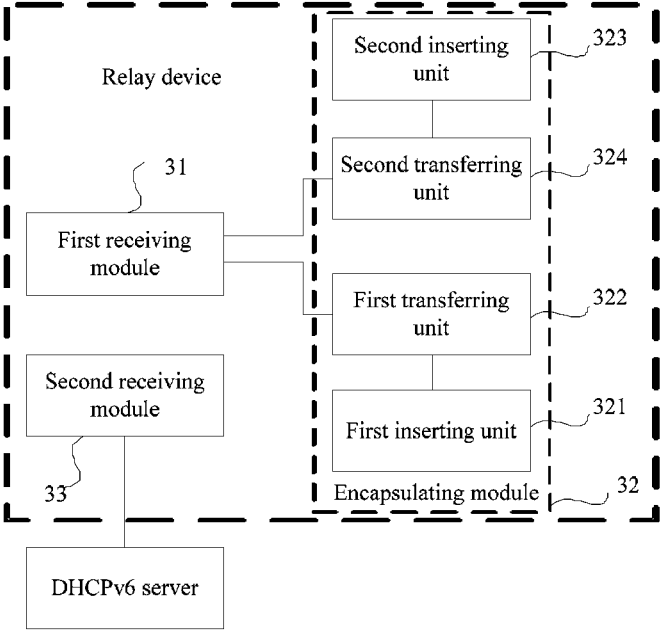 Relay device
31
First receiving
module
Second receiving
module
33
DHCPv6 server
Second inserting
unit
323
Second transferring
unit
324
First transferring
unit
322
First inserting unit
321
Encapsulating module
32